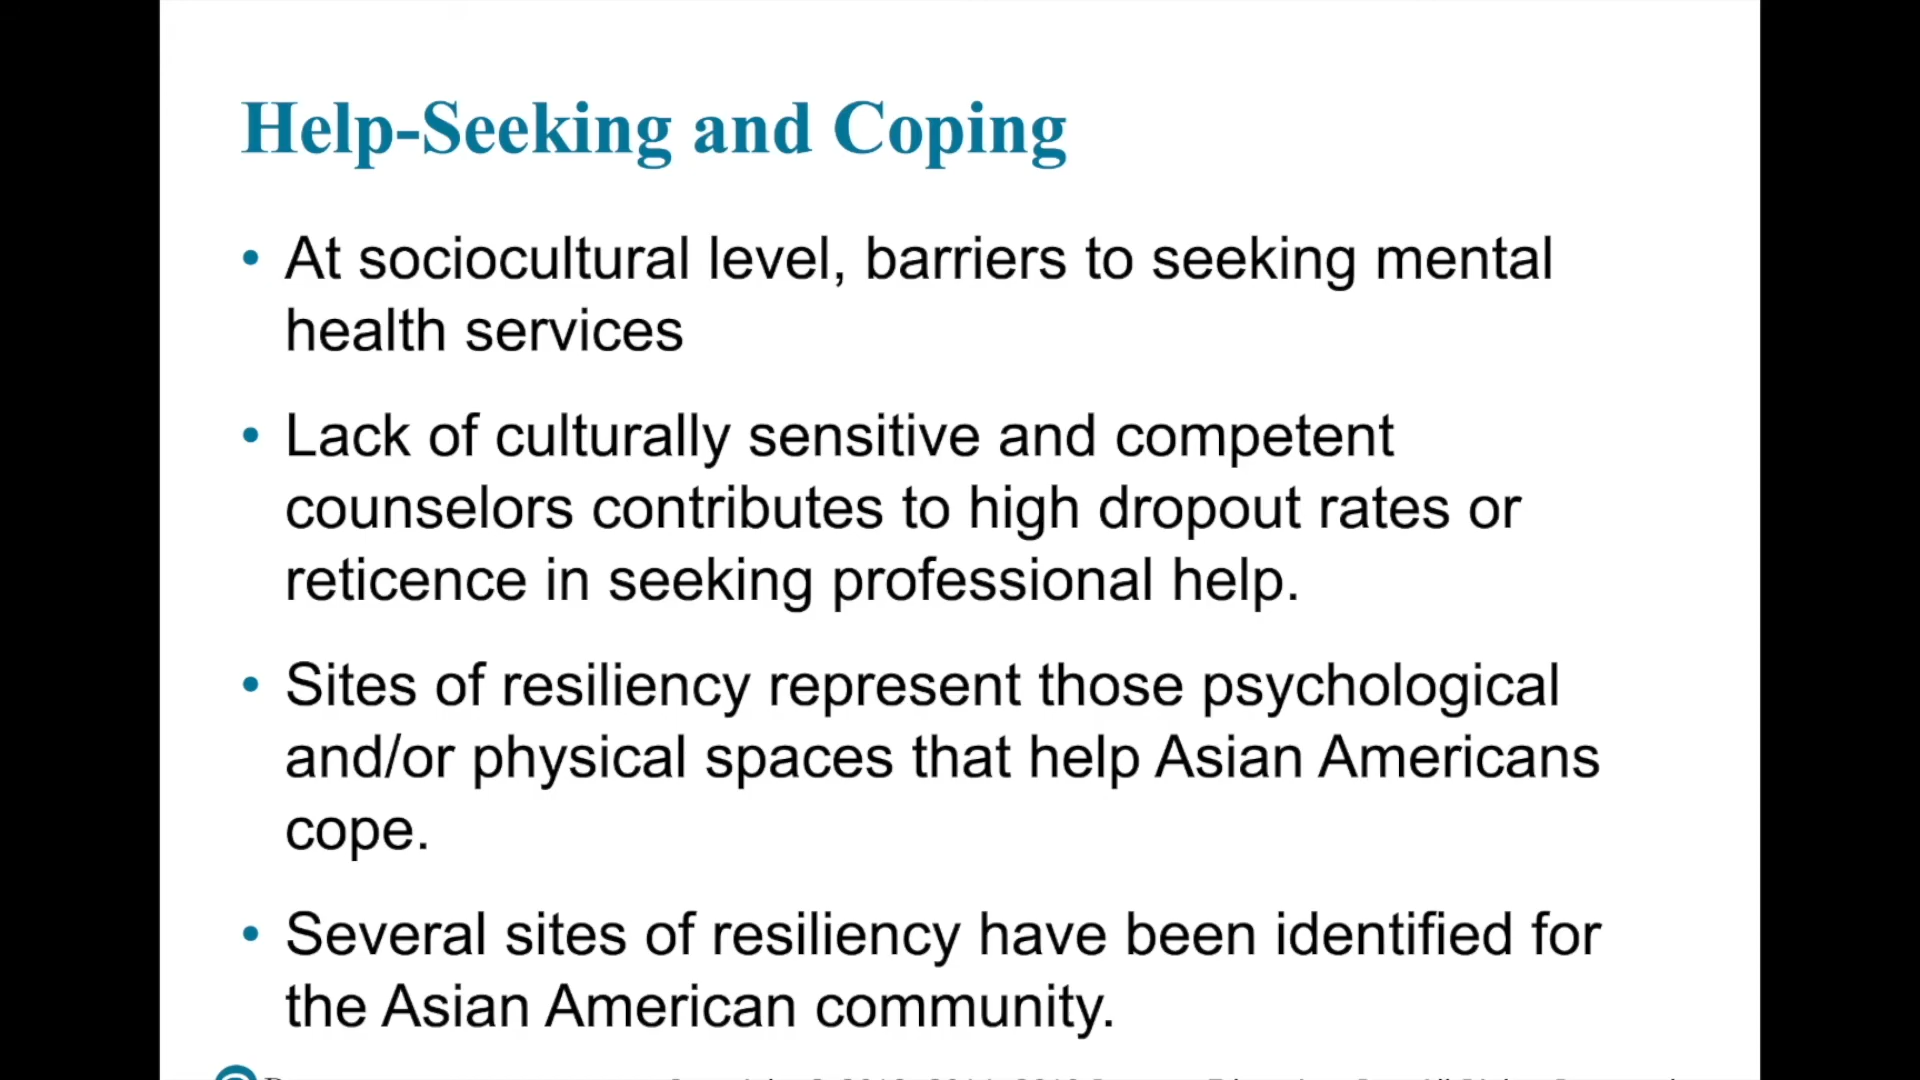 Help-Seeking and Coping
• At sociocultural level, barriers to seeking mental
health services
• Lack of culturally sensitive and competent
counselors contributes to high dropout rates or
reticence in seeking professional help.
• Sites of resiliency represent those psychological
and/or physical spaces that help Asian Americans
cope.
• Several sites of resiliency have been identified for
the Asian American community.